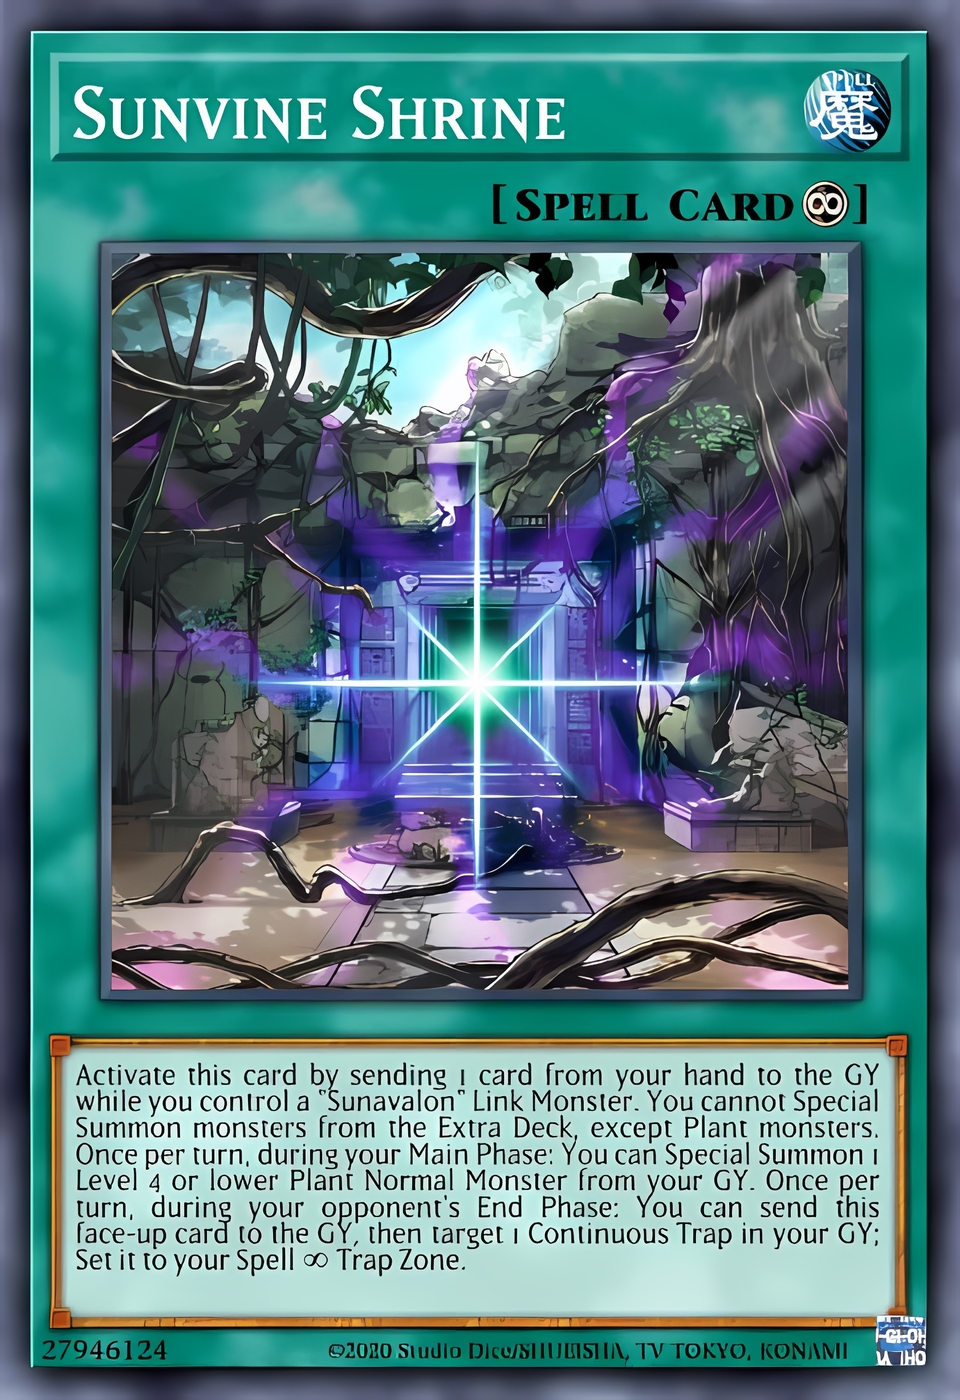 Sunvine Shrine
魔
[Spell Card∞]
Activate this card by sending 1 card from your hand to the GY
while you control a "Sunavalon" Link Monster. You cannot Special
Summon monsters from the Extra Deck, except Plant monsters.
Once per turn, during your Main Phase: You can Special Summon 1
Level 4 or lower Plant Normal Monster from your GY. Once per
turn, during your opponent's End Phase: You can send this
face-up card to the GY, then target 1 Continuous Trap in your GY;
Set it to your Spell ∞ Trap Zone.
27946124
©2020 Studio Dice/SHUEISHA, TV TOKYO, KONAMI